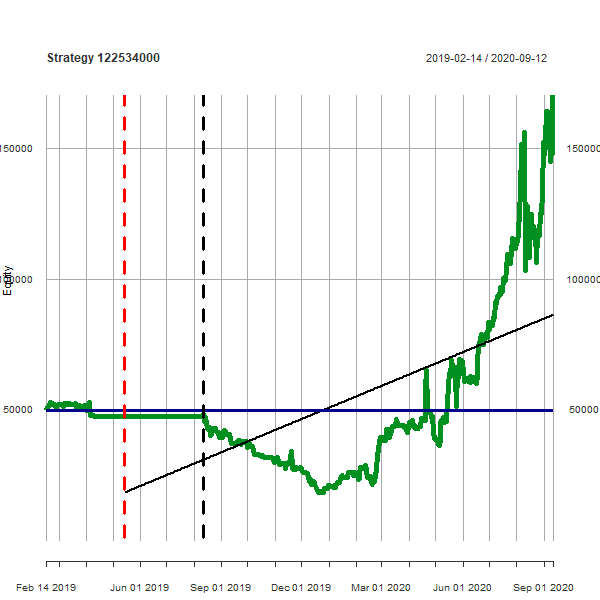 Strategy 122534000
2019-02-14 / 2020-09-12
150000
150000
100000
100000
Equity
50000
50000
Feb 14 2019
Jun 01 2019
Sep 01 2019
Dec 01 2019
Mar 01 2020
Jun 01 2020
Sep 01 2020